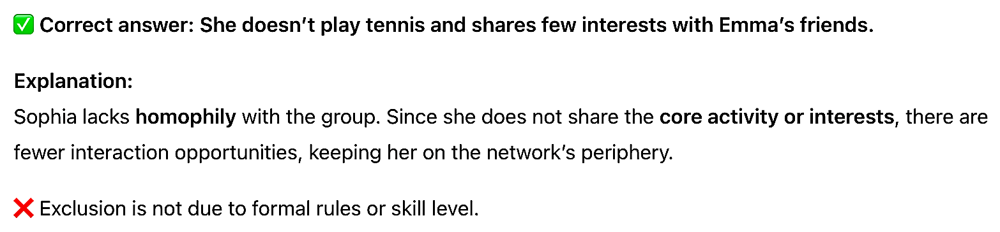 ✅ Correct answer: She doesn’t play tennis and shares few interests with Emma’s friends.
Explanation:
Sophia lacks homophily with the group. Since she does not share the core activity or interests, there are
fewer interaction opportunities, keeping her on the network’s periphery.
❌ Exclusion is not due to formal rules or skill level.